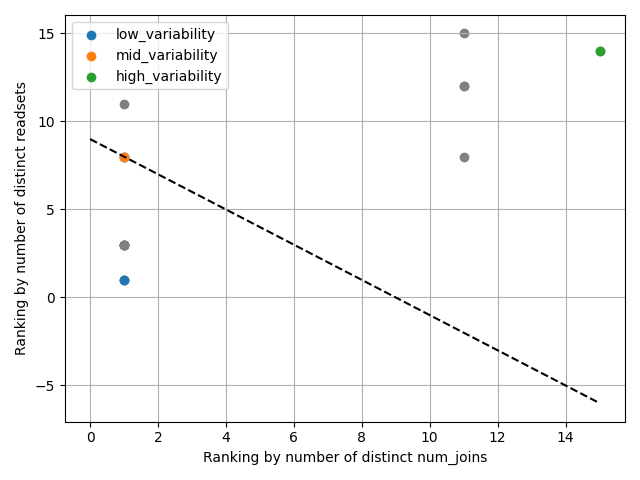 low_variability
mid_variability
high_variability
15
10
5
0
−5
Ranking by number of distinct readsets
0 2 4 6 8 10 12 14
Ranking by number of distinct num_joins